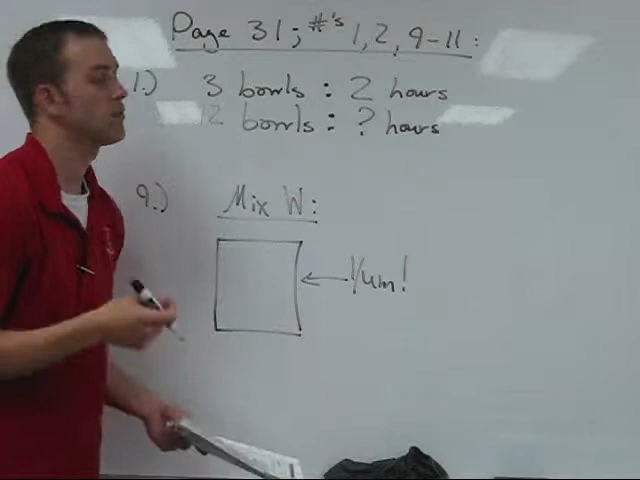 Page 31; #'s 1, 2, 9-11:
1.) 3 bowls : 2 hours
12 bowls : ? hours
9.) Mix W:
Yum!